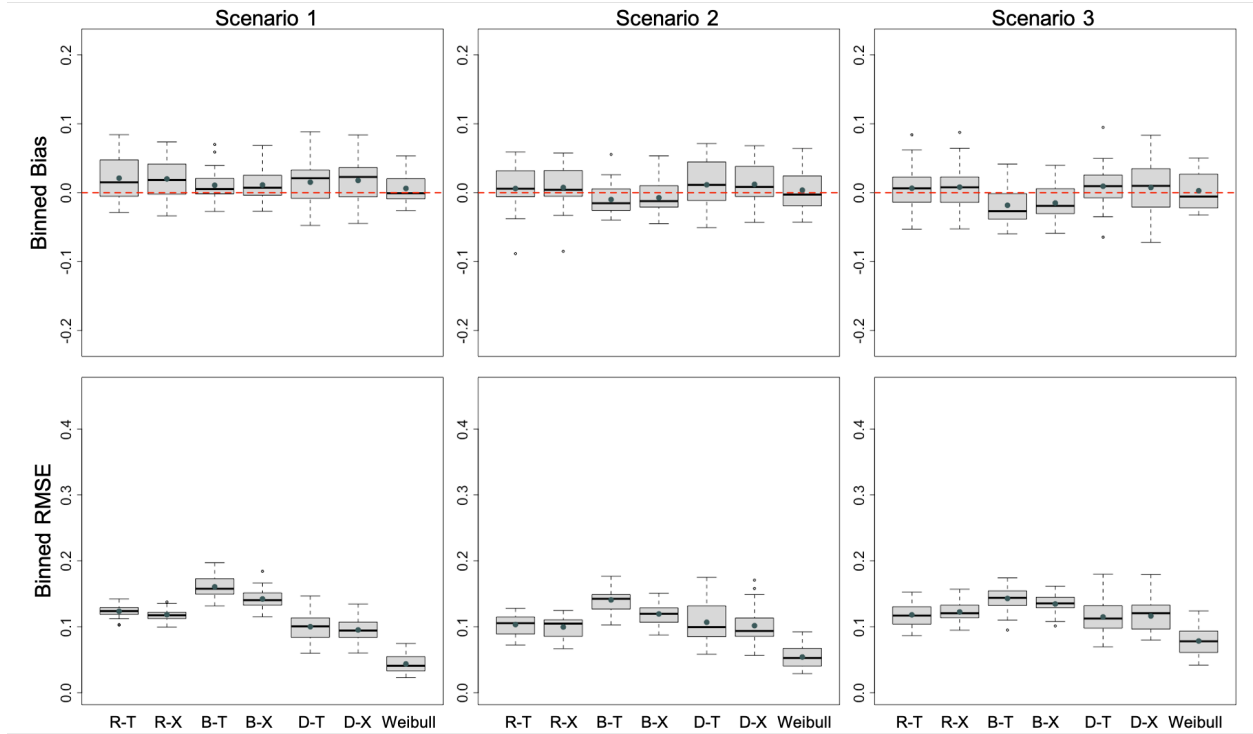 Scenario 1 Scenario 2 Scenario 3
Binned Bias
0.2 0.2 0.2
0.1 0.1 0.1
0.0 0.0 0.0
-0.1 -0.1 -0.1
-0.2 -0.2 -0.2
Binned RMSE
0.4 0.4 0.4
0.3 0.3 0.3
0.2 0.2 0.2
0.1 0.1 0.1
0.0 0.0 0.0
R-T R-X B-T B-X D-T D-X Weibull R-T R-X B-T B-X D-T D-X Weibull R-T R-X B-T B-X D-T D-X Weibull